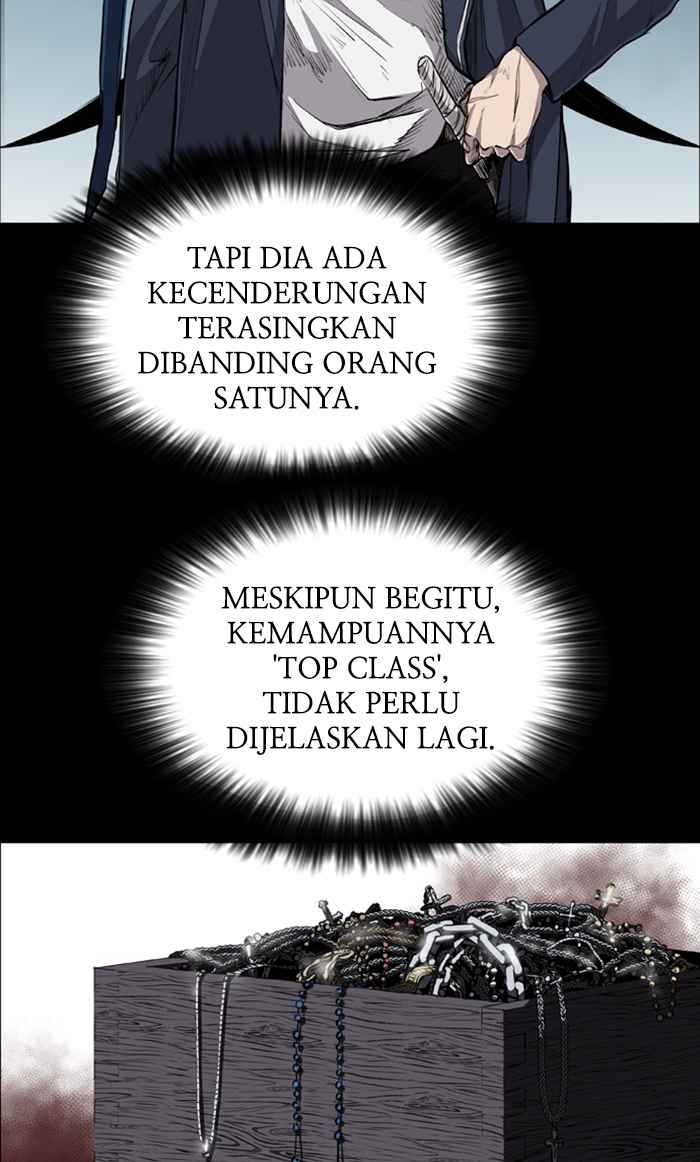 TAPI DIA ADA
KECENDERUNGAN
TERASINGKAN
DIBANDING ORANG
SATUNYA.
MESKIPUN BEGITU,
KEMAMPUANNYA
'TOP CLASS',
TIDAK PERLU
DIJELASKAN LAGI.